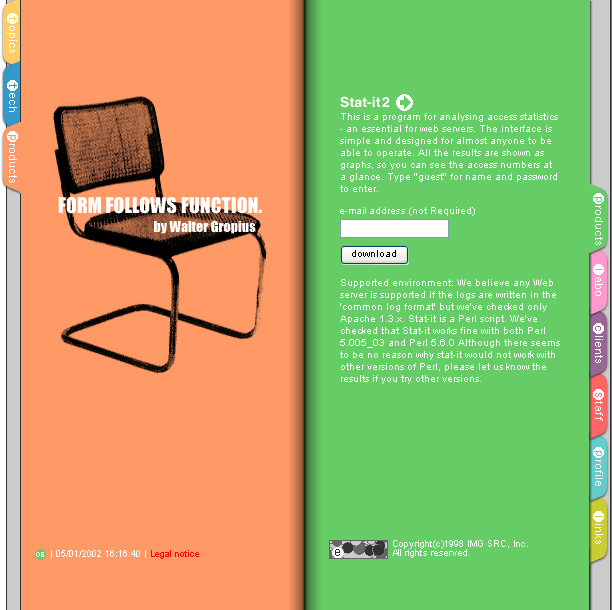 topics
tech
products
FORM FOLLOWS FUNCTION.
by Walter Gropius
05 | 05/01/2002 16:16:40 | Legal notice
Stat-it2
This is a program for analysing access statistics
- an essential for web servers. The interface is
simple and designed for almost anyone to be
able to operate. All the results are shown as
graphs, so you can see the access numbers at
a glance. Type "guest" for name and password
to enter.
e-mail address (not Required)
download
Supported environment: We believe any Web
server is supported if the logs are written in the
'common log format' but we've checked only
Apache 1.3.x. Stat-it is a Perl script. We've
checked that Stat-it works fine with both Perl
5.005_03 and Perl 5.6.0 Although there seems
to be no reason why stat-it would not work with
other versions of Perl, please let us know the
results if you try other versions.
e
Copyright(c)1998 IMG SRC, Inc.
All rights reserved.
products
labo
clients
staff
profile
links